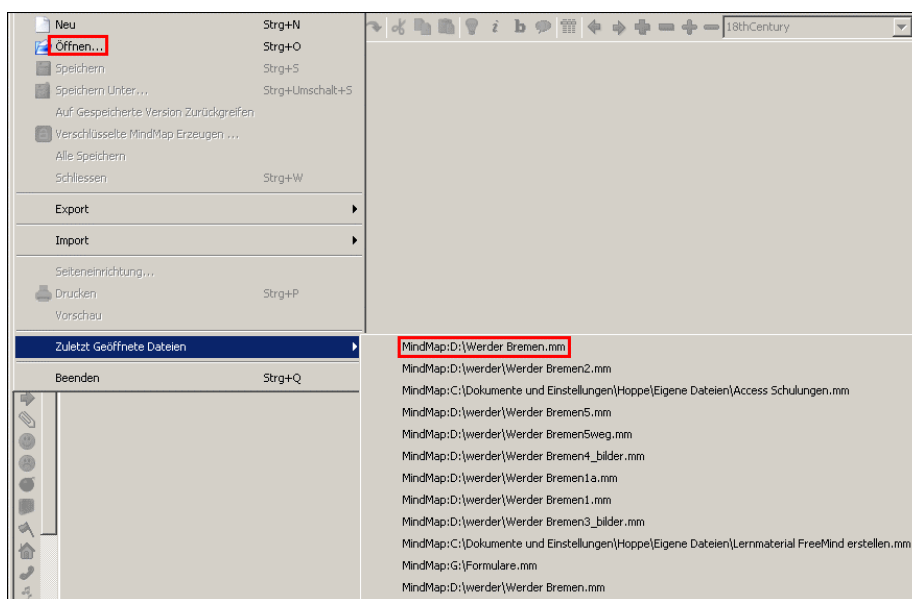 Neu Strg+N
Öffnen... Strg+O
Speichern Strg+S
Speichern Unter... Strg+Umschalt+S
Auf Gespeicherte Version Zurückgreifen
Verschlüsselte MindMap Erzeugen ...
Alle Speichern
Schliessen Strg+W
Export
Import
Seiteneinrichtung...
Drucken Strg+P
Vorschau
Zuletzt Geöffnete Dateien
Beenden Strg+Q
i b 18thCentury
MindMap:D:\Werder Bremen.mm
MindMap:D:\werder\Werder Bremen2.mm
MindMap:C:\Dokumente und Einstellungen\Hoppe\Eigene Dateien\Access Schulungen.mm
MindMap:D:\werder\Werder Bremen5.mm
MindMap:D:\werder\Werder Bremen5weg.mm
MindMap:D:\werder\Werder Bremen4_bilder.mm
MindMap:D:\werder\Werder Bremen1a.mm
MindMap:D:\werder\Werder Bremen1.mm
MindMap:D:\werder\Werder Bremen3_bilder.mm
MindMap:C:\Dokumente und Einstellungen\Hoppe\Eigene Dateien\Lernmaterial FreeMind erstellen.mm
MindMap:G:\Formulare.mm
MindMap:D:\werder\Werder Bremen.mm